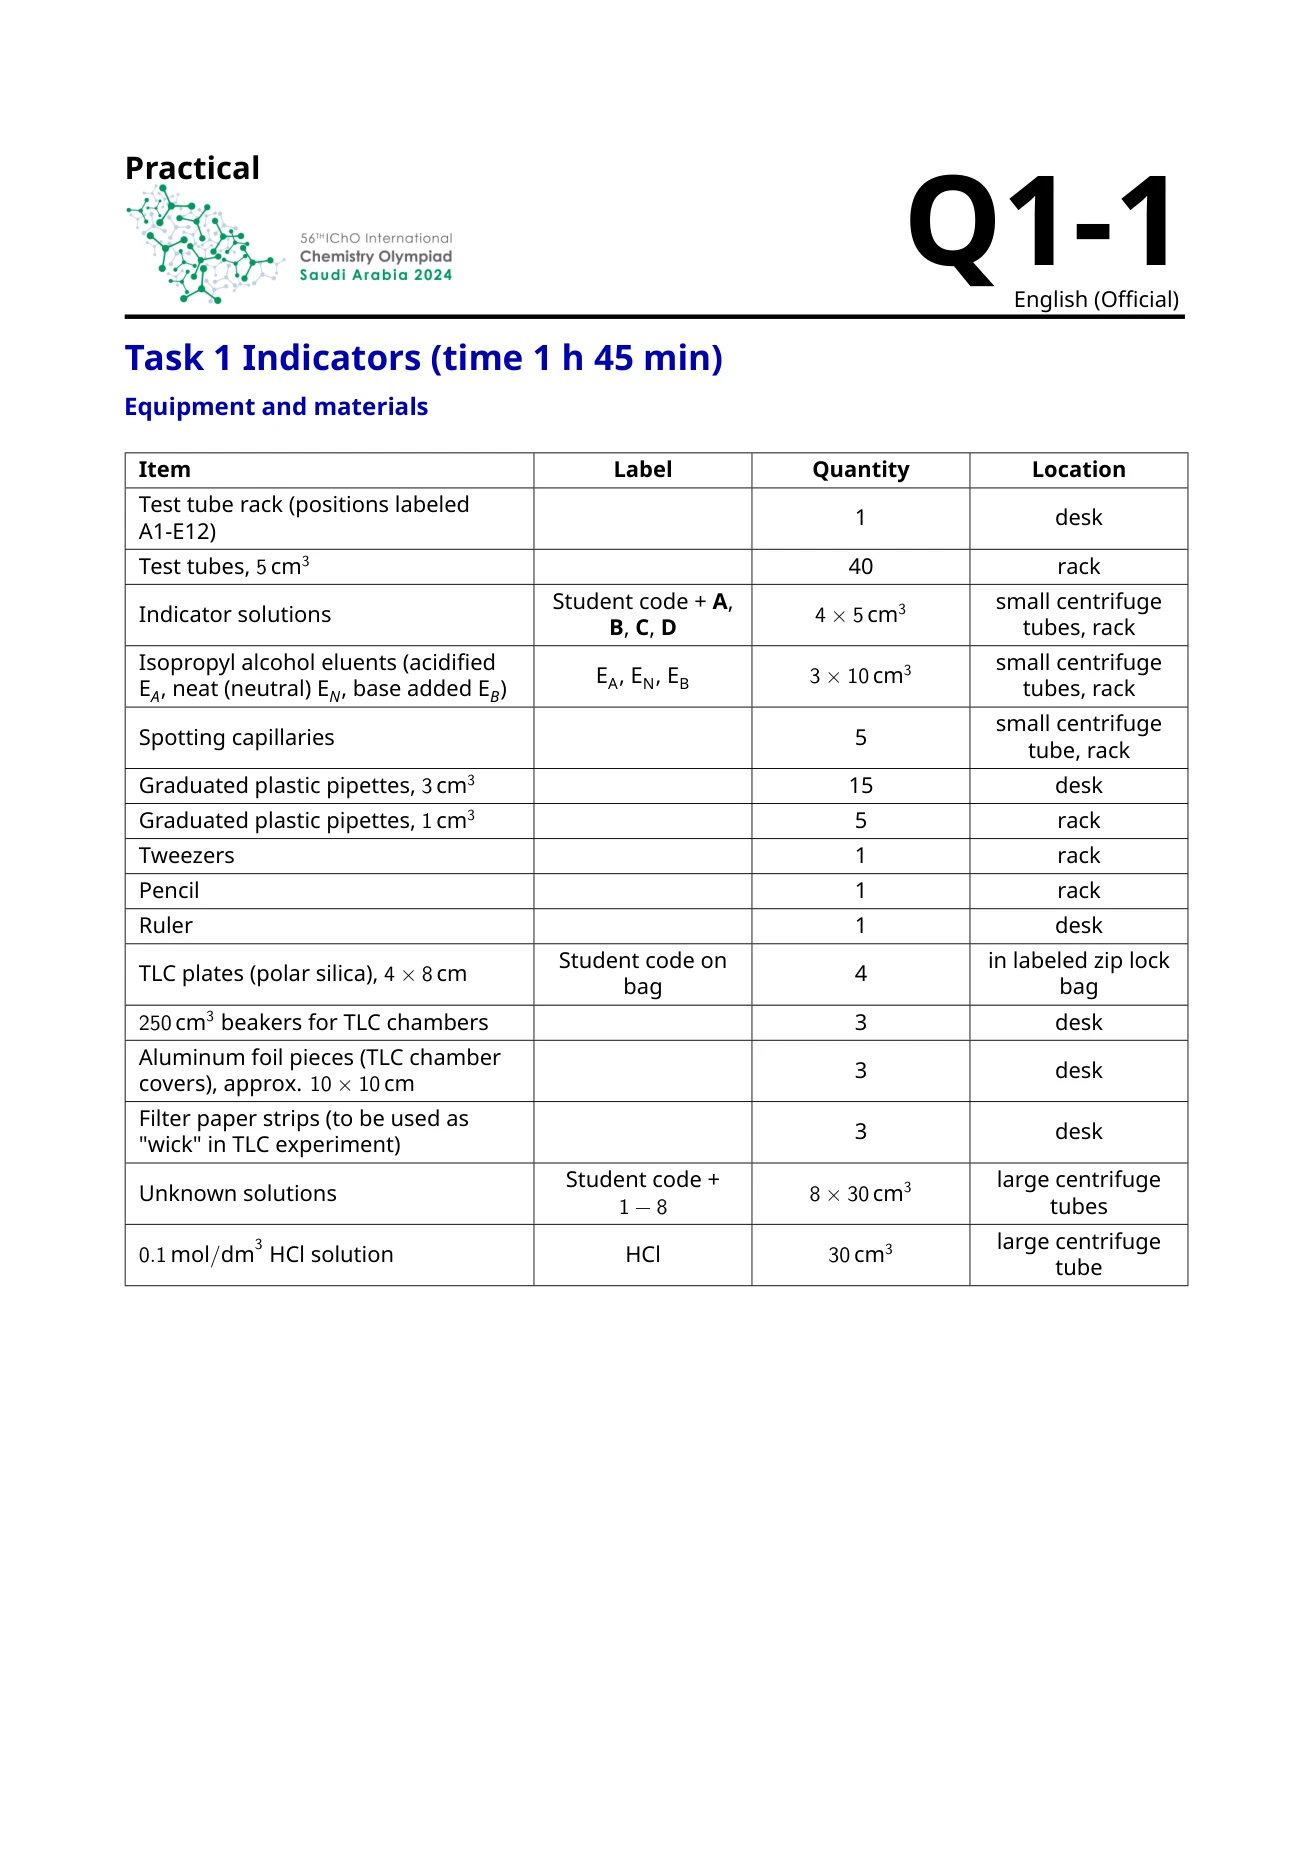 Practical
56THIChO International
Chemistry Olympiad
Saudi Arabia 2024
Q1-1
English (Official)
Task 1 Indicators (time 1 h 45 min)
Equipment and materials
Item Label Quantity Location
Test tube rack (positions labeled A1-E12) 1 desk
Test tubes, 5 cm³ 40 rack
Indicator solutions Student code + A, B, C, D 4 × 5 cm³ small centrifuge tubes, rack
Isopropyl alcohol eluents (acidified E_A, neat (neutral) E_N, base added E_B) E_A, E_N, E_B 3 × 10 cm³ small centrifuge tubes, rack
Spotting capillaries 5 small centrifuge tube, rack
Graduated plastic pipettes, 3 cm³ 15 desk
Graduated plastic pipettes, 1 cm³ 5 rack
Tweezers 1 rack
Pencil 1 rack
Ruler 1 desk
TLC plates (polar silica), 4 × 8 cm Student code on bag 4 in labeled zip lock bag
250 cm³ beakers for TLC chambers 3 desk
Aluminum foil pieces (TLC chamber covers), approx. 10 × 10 cm 3 desk
Filter paper strips (to be used as "wick" in TLC experiment) 3 desk
Unknown solutions Student code + 1 − 8 8 × 30 cm³ large centrifuge tubes
0.1 mol/dm³ HCl solution HCl 30 cm³ large centrifuge tube